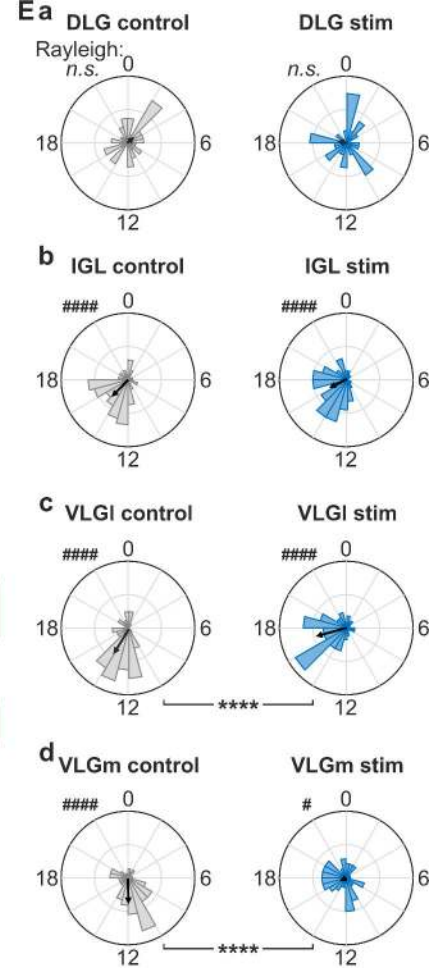 E a
DLG control DLG stim
Rayleigh:
n.s. 0 n.s. 0
18 6 18 6
12 12
b
IGL control IGL stim
#### 0 #### 0
18 6 18 6
12 12
c
VLGl control VLGl stim
#### 0 #### 0
18 6 18 6
12 **** 12
d
VLGm control VLGm stim
#### 0 # 0
18 6 18 6
12 **** 12